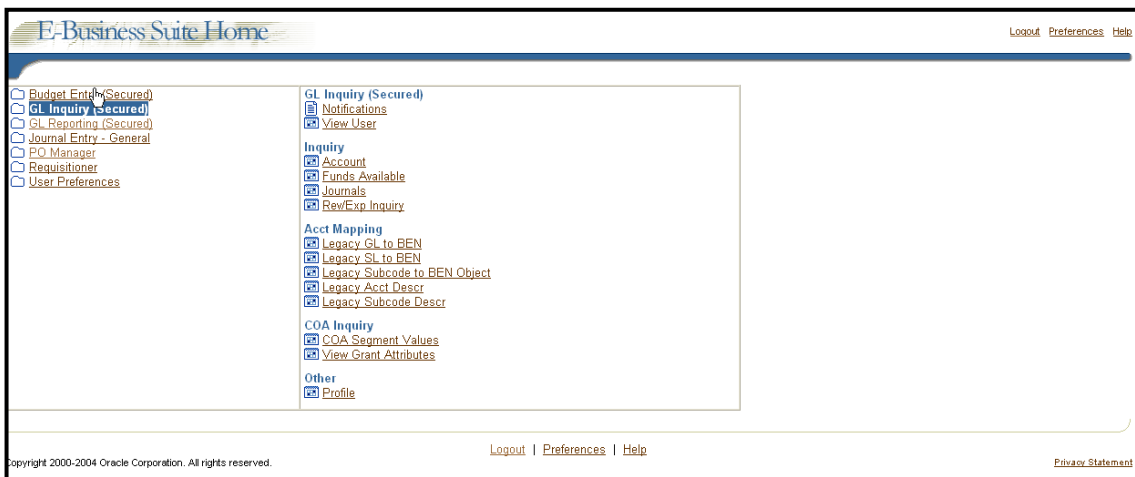 E-Business Suite Home
Logout Preferences Help
Budget Entry (Secured)
GL Inquiry (Secured)
GL Reporting (Secured)
Journal Entry - General
PO Manager
Requisitioner
User Preferences
GL Inquiry (Secured)
Notifications
View User
Inquiry
Account
Funds Available
Journals
Rev/Exp Inquiry
Acct Mapping
Legacy GL to BEN
Legacy SL to BEN
Legacy Subcode to BEN Object
Legacy Acct Descr
Legacy Subcode Descr
COA Inquiry
COA Segment Values
View Grant Attributes
Other
Profile
Logout | Preferences | Help
Copyright 2000-2004 Oracle Corporation. All rights reserved.
Privacy Statement